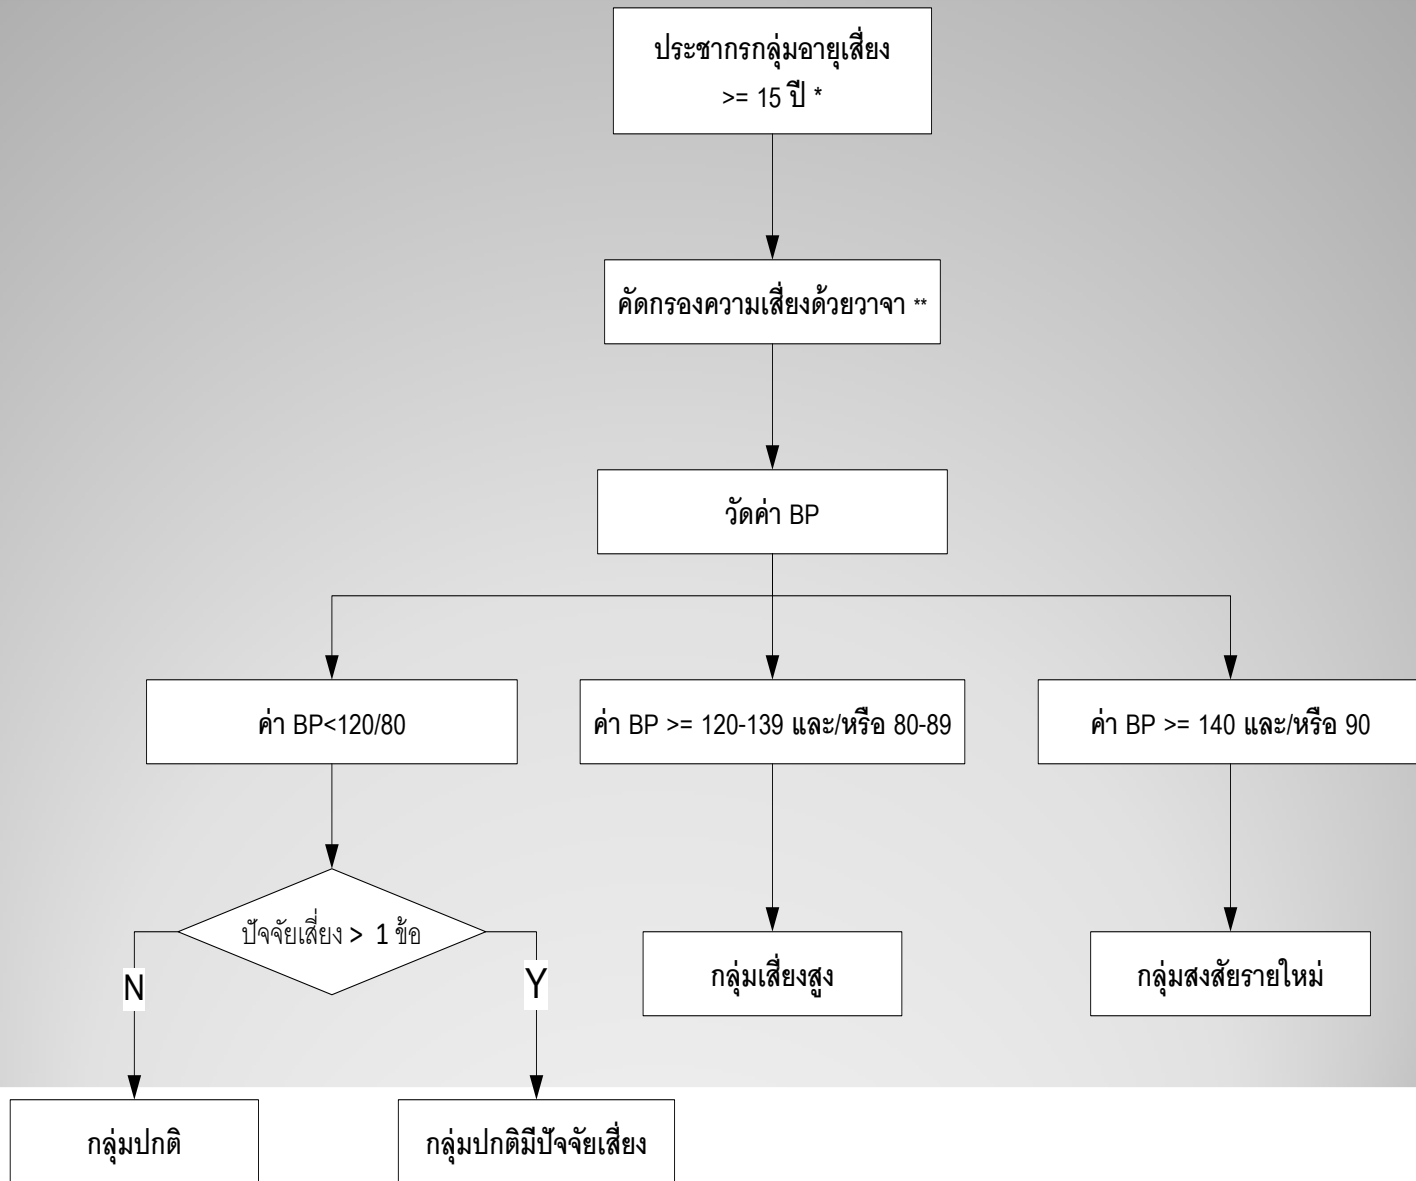 ประชากรกลุ่มอายุเสี่ยง
>= 15 ปี *
คัดกรองความเสี่ยงด้วยวาจา **
วัดค่า BP
ค่า BP<120/80
ค่า BP >= 120-139 และ/หรือ 80-89
ค่า BP >= 140 และ/หรือ 90
ปัจจัยเสี่ยง > 1 ข้อ
N
Y
กลุ่มเสี่ยงสูง
กลุ่มสงสัยรายใหม่
กลุ่มปกติ
กลุ่มปกติมีปัจจัยเสี่ยง